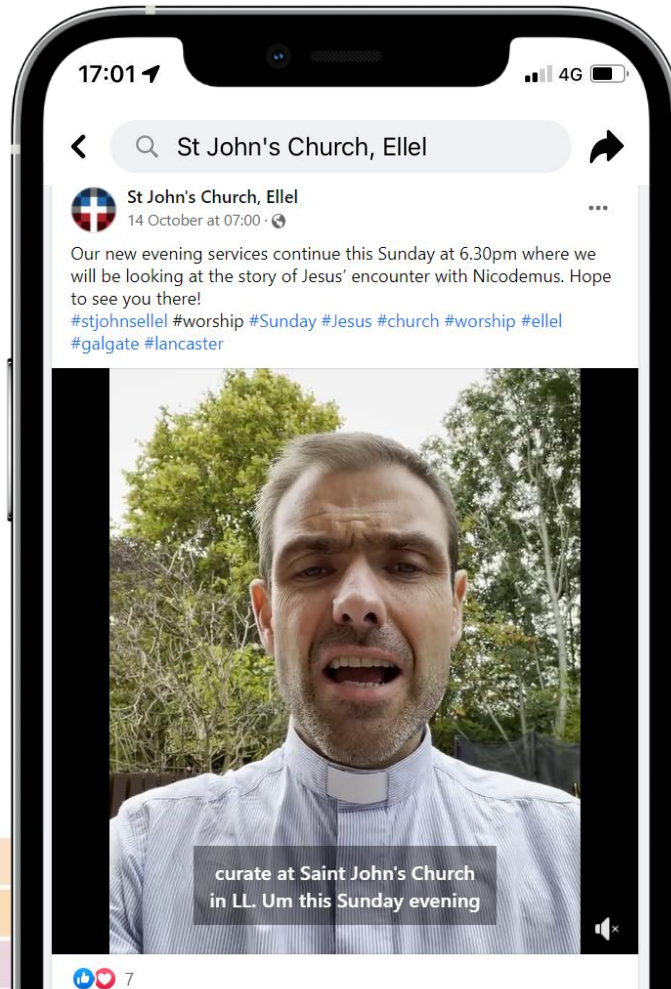 17:01
4G
St John's Church, Ellel
St John's Church, Ellel
14 October at 07:00 ·
Our new evening services continue this Sunday at 6.30pm where we
will be looking at the story of Jesus' encounter with Nicodemus. Hope
to see you there!
#stjohnsellel #worship #Sunday #Jesus #church #worship #ellel
#galgate #lancaster
curate at Saint John's Church
in LL. Um this Sunday evening
7